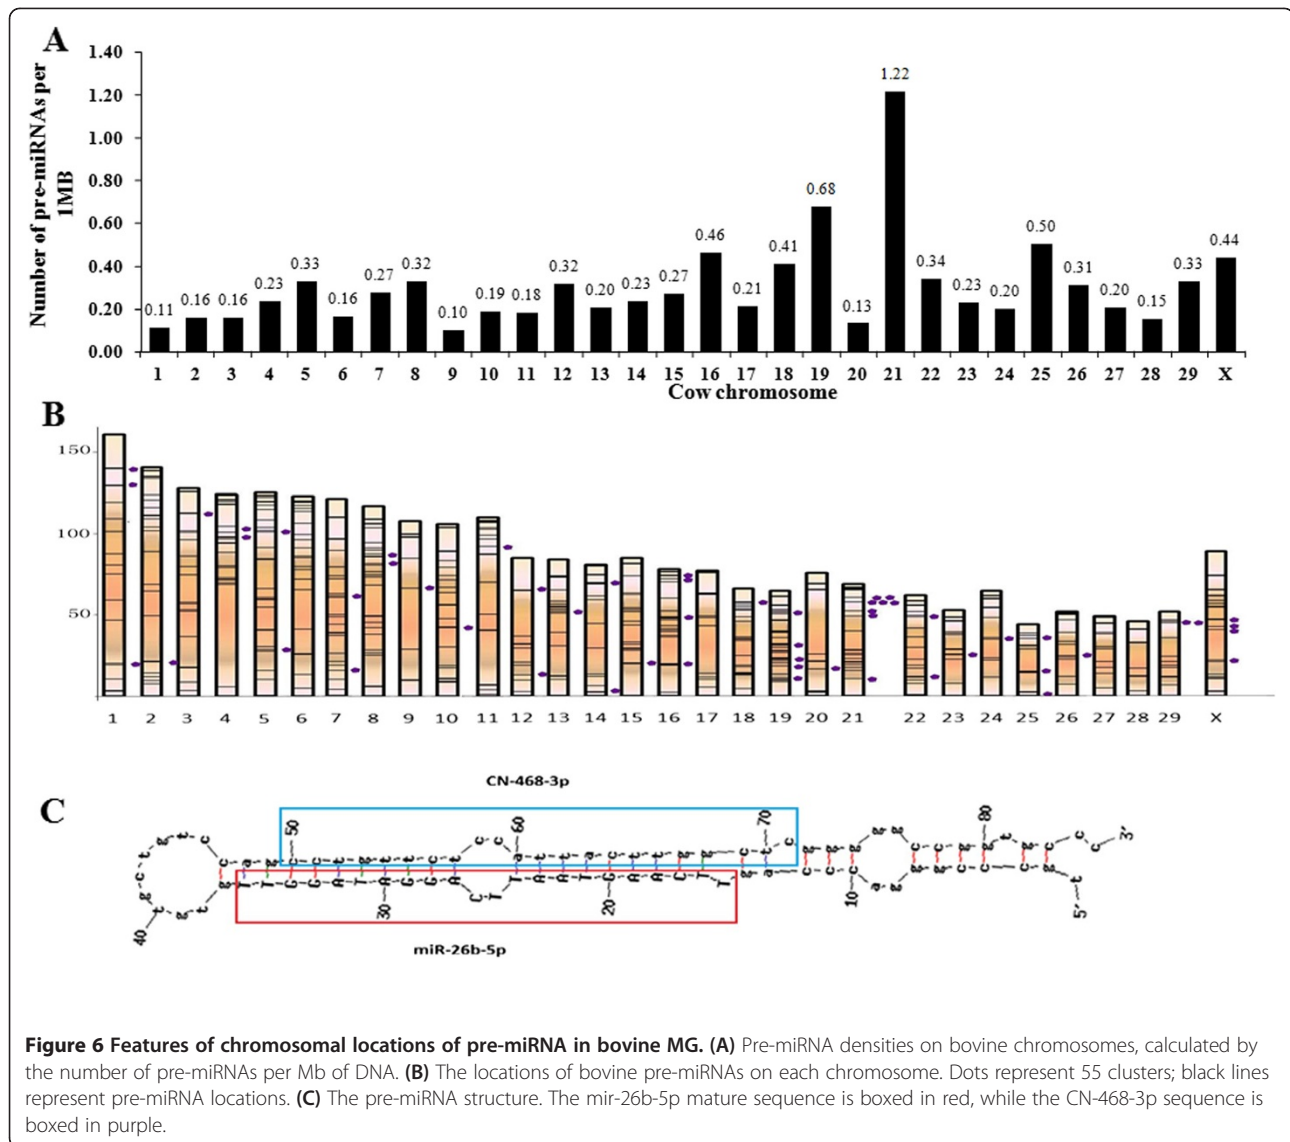 A
Number of pre-miRNAs per
1MB
1.40
1.20
1.00
0.80
0.60
0.40
0.20
0.00
0.11 0.16 0.16 0.23 0.33 0.16 0.27 0.32 0.10 0.19 0.18 0.32 0.20 0.23 0.27 0.46 0.21 0.41 0.68 0.13 1.22 0.34 0.23 0.20 0.50 0.31 0.20 0.15 0.33 0.44
1 2 3 4 5 6 7 8 9 10 11 12 13 14 15 16 17 18 19 20 21 22 23 24 25 26 27 28 29 X
Cow chromosome
B
150
100
50
1 2 3 4 5 6 7 8 9 10 11 12 13 14 15 16 17 18 19 20 21 22 23 24 25 26 27 28 29 X
CN-468-3p
C
50 60 70 80 3'
40 30 20 10 5'
miR-26b-5p
Figure 6 Features of chromosomal locations of pre-miRNA in bovine MG. (A) Pre-miRNA densities on bovine chromosomes, calculated by
the number of pre-miRNAs per Mb of DNA. (B) The locations of bovine pre-miRNAs on each chromosome. Dots represent 55 clusters; black lines
represent pre-miRNA locations. (C) The pre-miRNA structure. The mir-26b-5p mature sequence is boxed in red, while the CN-468-3p sequence is
boxed in purple.